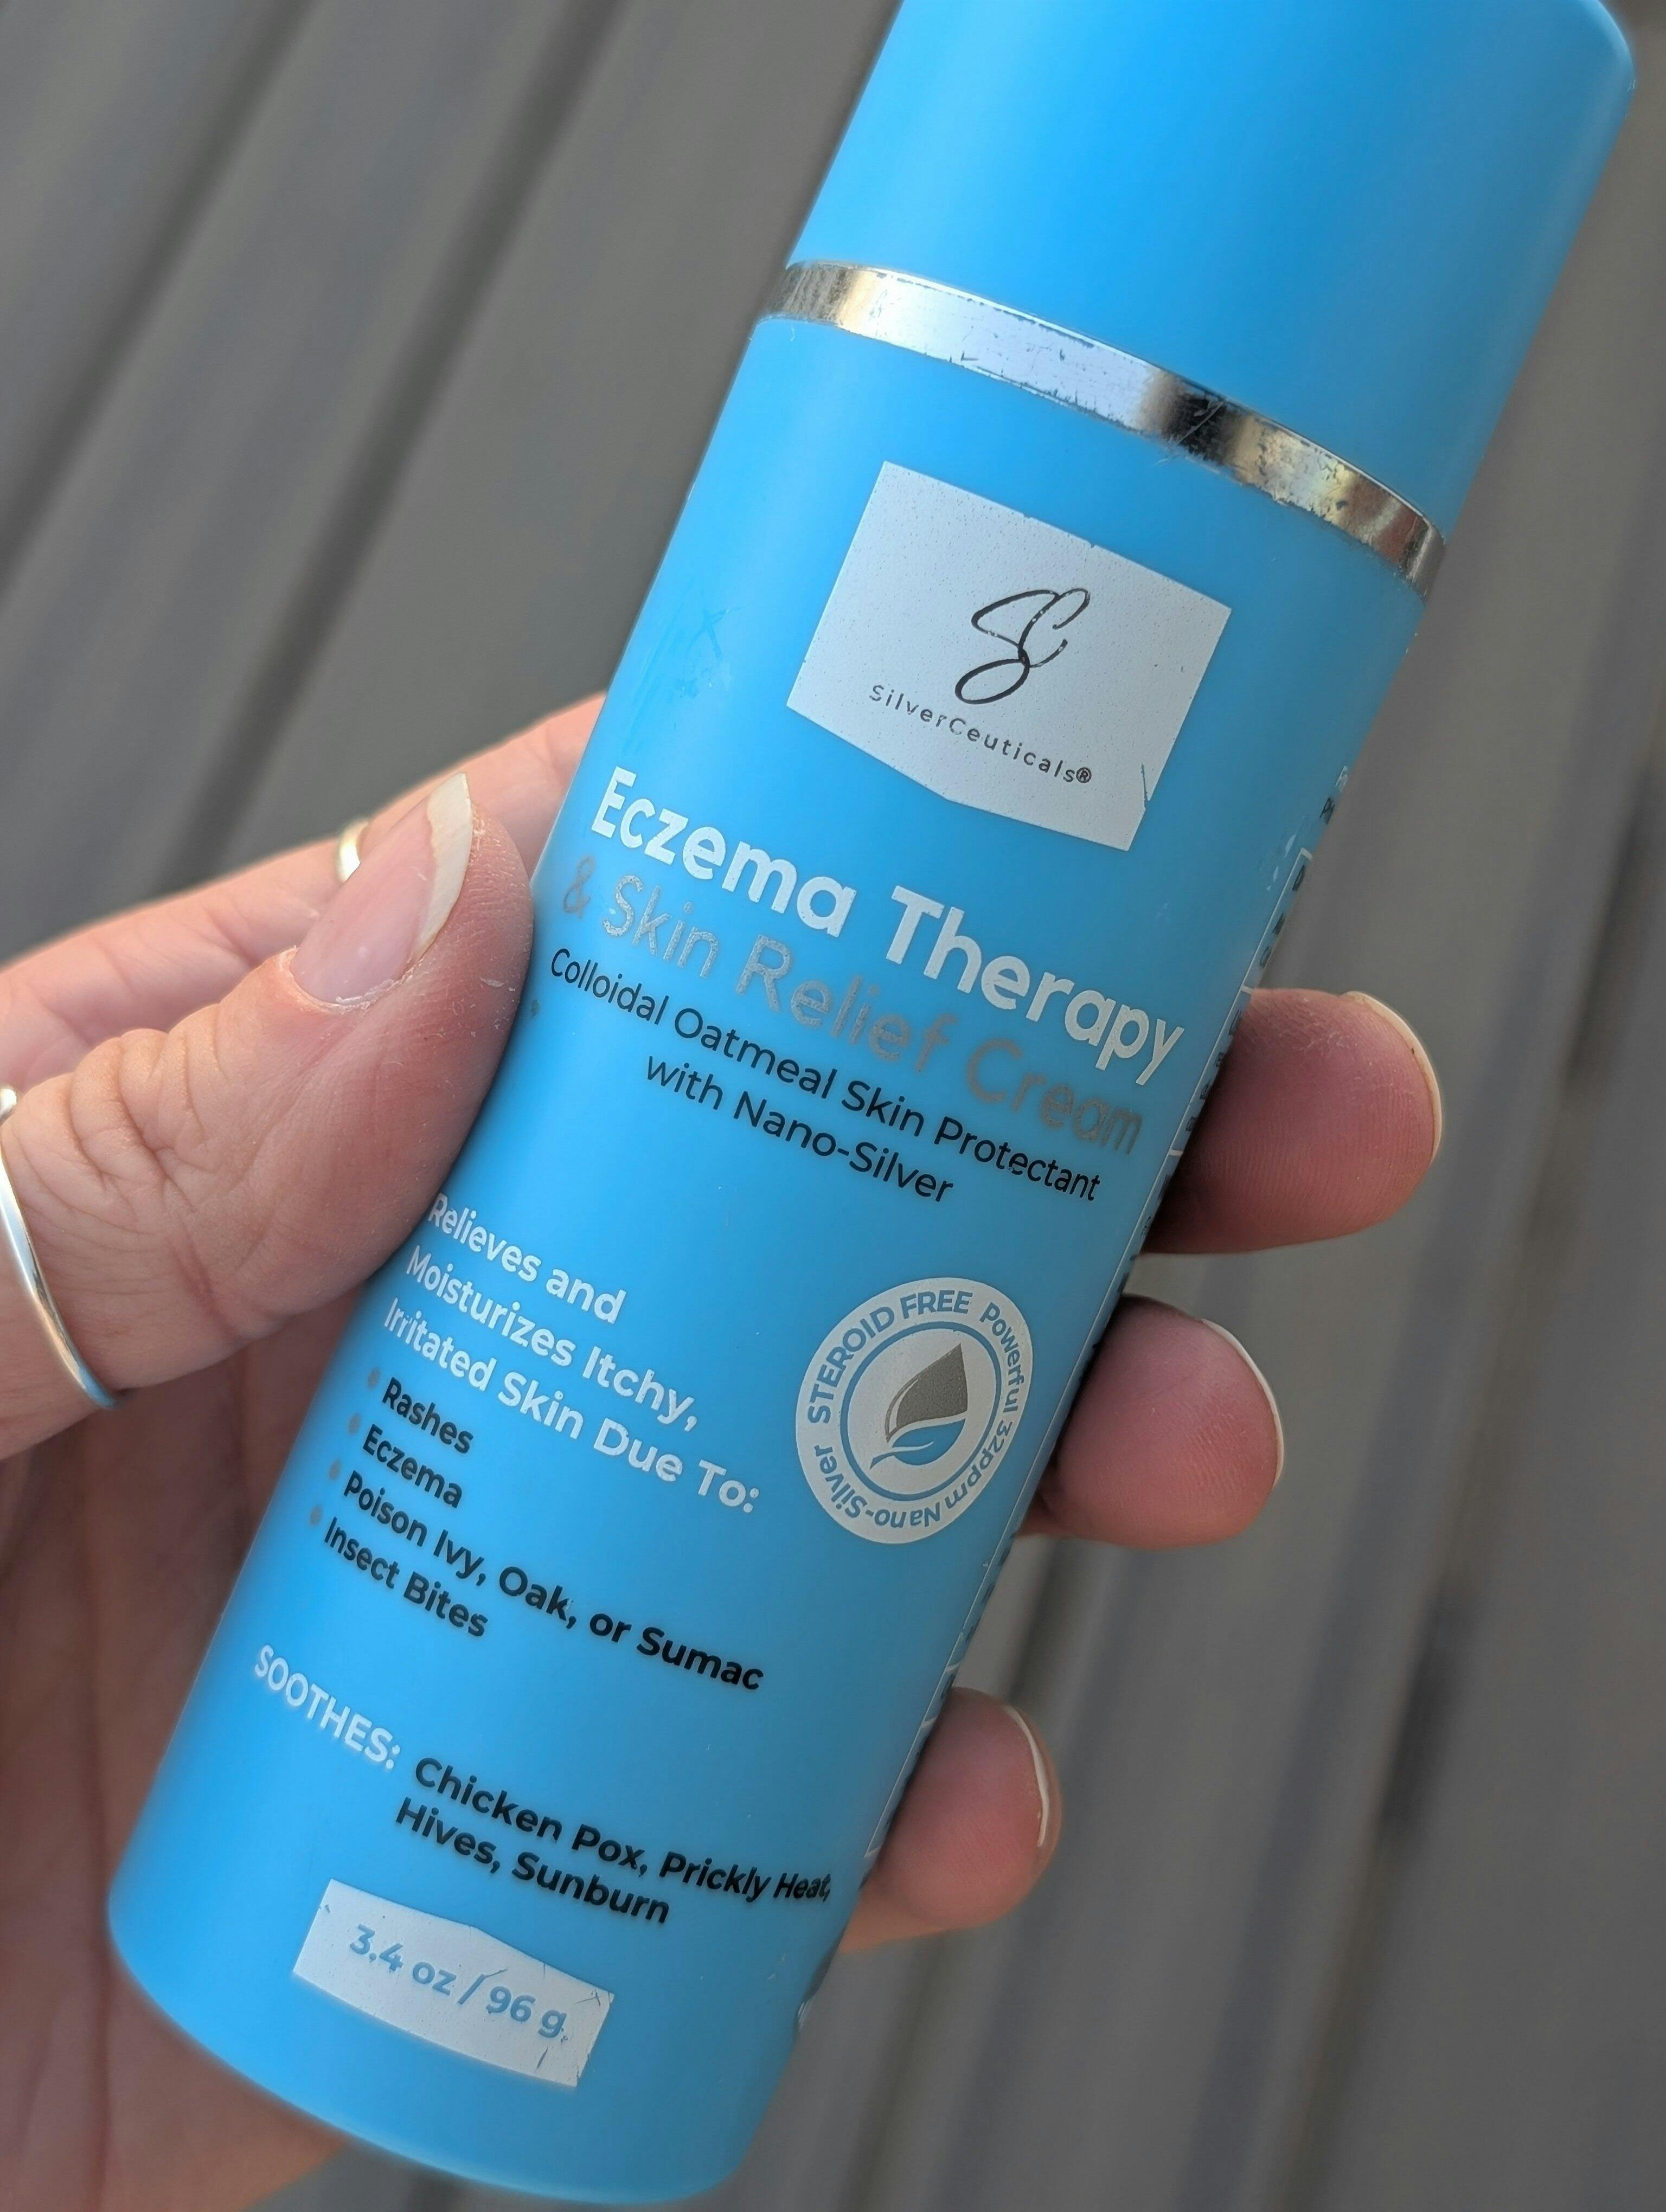 SilverCeuticals®
Eczema Therapy
& Skin Relief Cream
Colloidal Oatmeal Skin Protectant
with Nano-Silver
Relieves and
Moisturizes Itchy,
Irritated Skin Due To:
• Rashes
• Eczema
• Poison Ivy, Oak, or Sumac
• Insect Bites
STEROID FREE Powerful 32ppm Nano-Silver
SOOTHES: Chicken Pox, Prickly Heat,
Hives, Sunburn
3.4 oz / 96 g